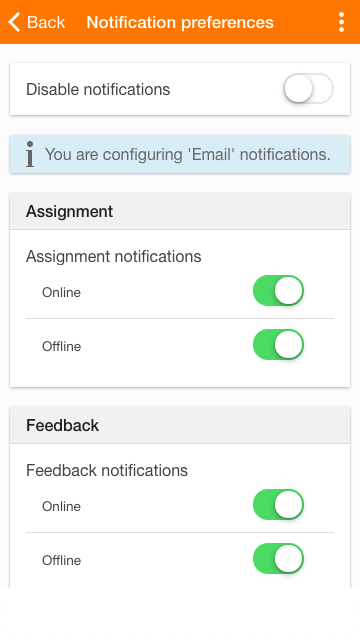 Back
Notification preferences
Disable notifications
You are configuring 'Email' notifications.
Assignment
Assignment notifications
Online
Offline
Feedback
Feedback notifications
Online
Offline